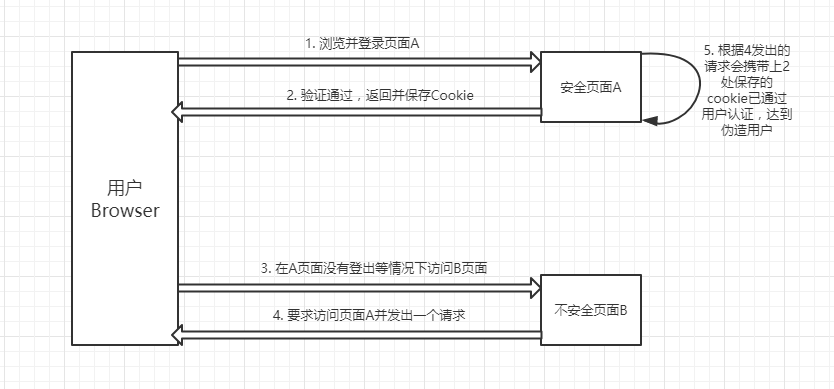 1. 浏览并登录页面A
2. 验证通过，返回并保存Cookie
安全页面A
5. 根据4发出的
请求会携带上2
处保存的
cookie已通过
用户认证，达到
伪造用户
用户
Browser
3. 在A页面没有登出等情况下访问B页面
4. 要求访问页面A并发出一个请求
不安全页面B